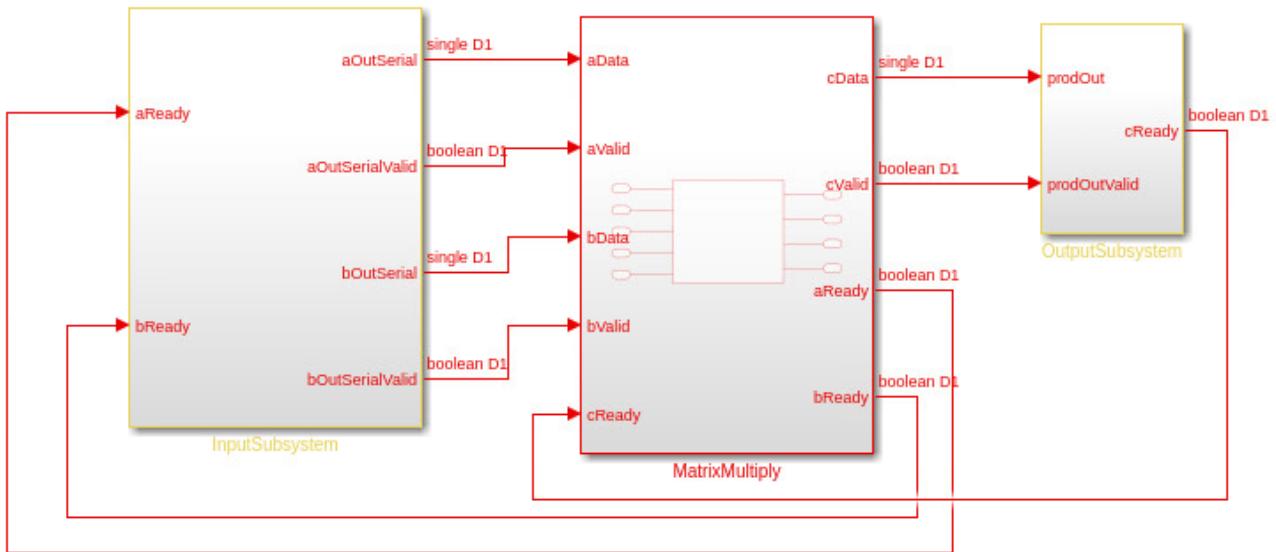 aReady
bReady
aOutSerial
aOutSerialValid
bOutSerial
bOutSerialValid
InputSubsystem
single D1
boolean D1
single D1
boolean D1
aData
aValid
bData
bValid
cReady
cData
cValid
aReady
bReady
MatrixMultiply
single D1
boolean D1
boolean D1
boolean D1
prodOut
prodOutValid
cReady
OutputSubsystem
boolean D1